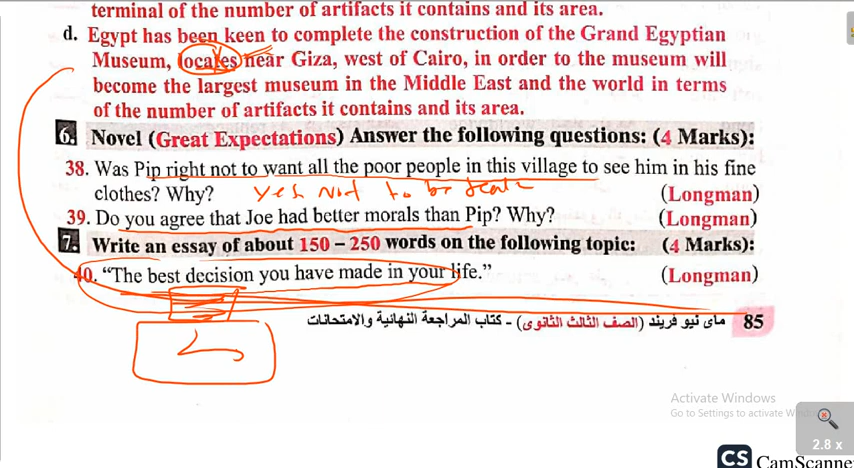 terminal of the number of artifacts it contains and its area.
d. Egypt has been keen to complete the construction of the Grand Egyptian
Museum, locates near Giza, west of Cairo, in order to the museum will
become the largest museum in the Middle East and the world in terms
of the number of artifacts it contains and its area.
6. Novel (Great Expectations) Answer the following questions: (4 Marks):
38. Was Pip right not to want all the poor people in this village to see him in his fine
clothes? Why? yes not to be (Longman)
39. Do you agree that Joe had better morals than Pip? Why? (Longman)
7. Write an essay of about 150 – 250 words on the following topic: (4 Marks):
40. “The best decision you have made in your life.” (Longman)
85 ماى نيو فريند (الصف الثالث الثانوى) - كتاب المراجعة النهائية والامتحانات
Activate Windows
Go to Settings to activate W
2.8 x
CS CamScanne